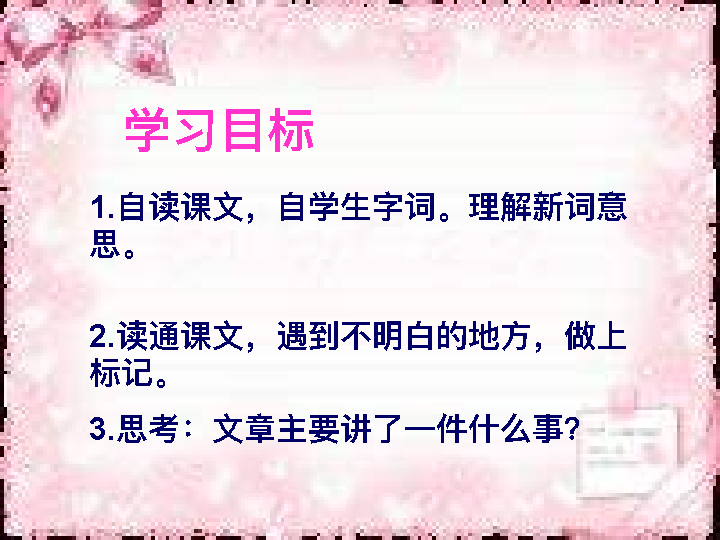 学习目标
1.自读课文，自学生字词。理解新词意
思。
2.读通课文，遇到不明白的地方，做上
标记。
3.思考：文章主要讲了一件什么事?